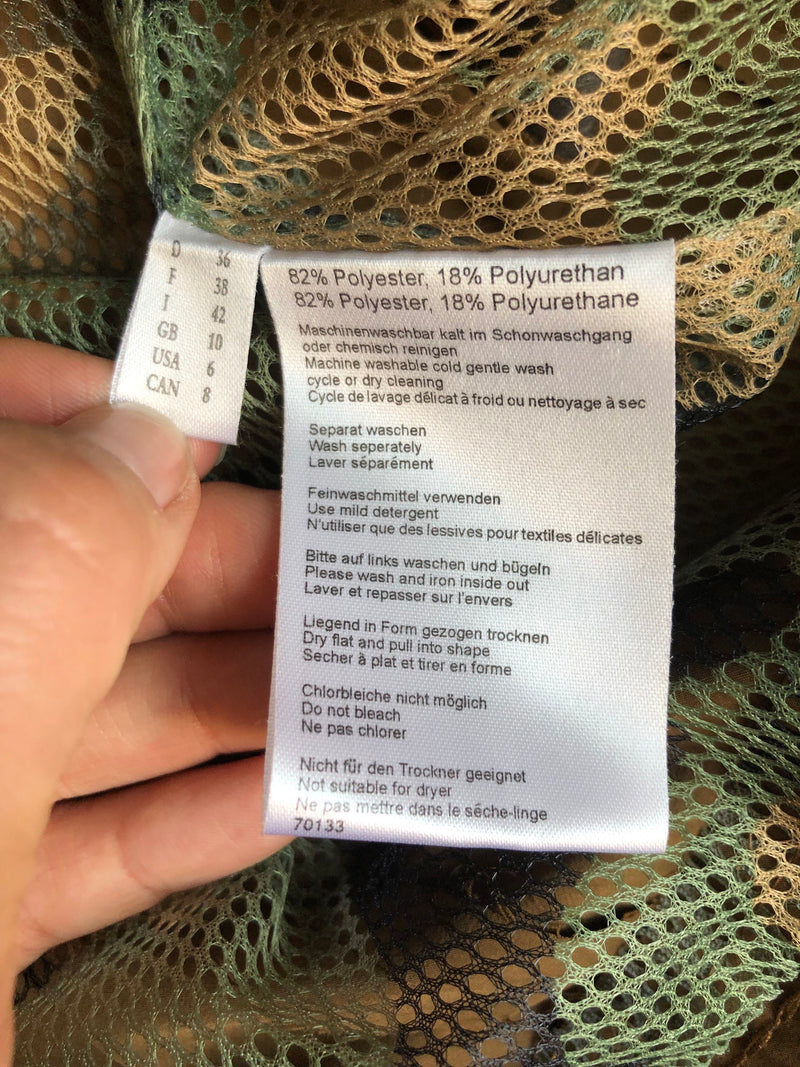 D 36
F 38
I 42
GB 10
USA 6
CAN 8
82% Polyester, 18% Polyurethan
82% Polyester, 18% Polyurethane
Maschinenwaschbar kalt im Schonwaschgang
oder chemisch reinigen
Machine washable cold gentle wash
cycle or dry cleaning
Cycle de lavage délicat à froid ou nettoyage à sec
Separat waschen
Wash seperately
Laver séparément
Feinwaschmittel verwenden
Use mild detergent
N'utiliser que des lessives pour textiles délicates
Bitte auf links waschen und bügeln
Please wash and iron inside out
Laver et repasser sur l'envers
Liegend in Form gezogen trocknen
Dry flat and pull into shape
Secher à plat et tirer en forme
Chlorbleiche nicht möglich
Do not bleach
Ne pas chlorer
Nicht für den Trockner geeignet
Not suitable for dryer
Ne pas mettre dans le séche-linge
70133